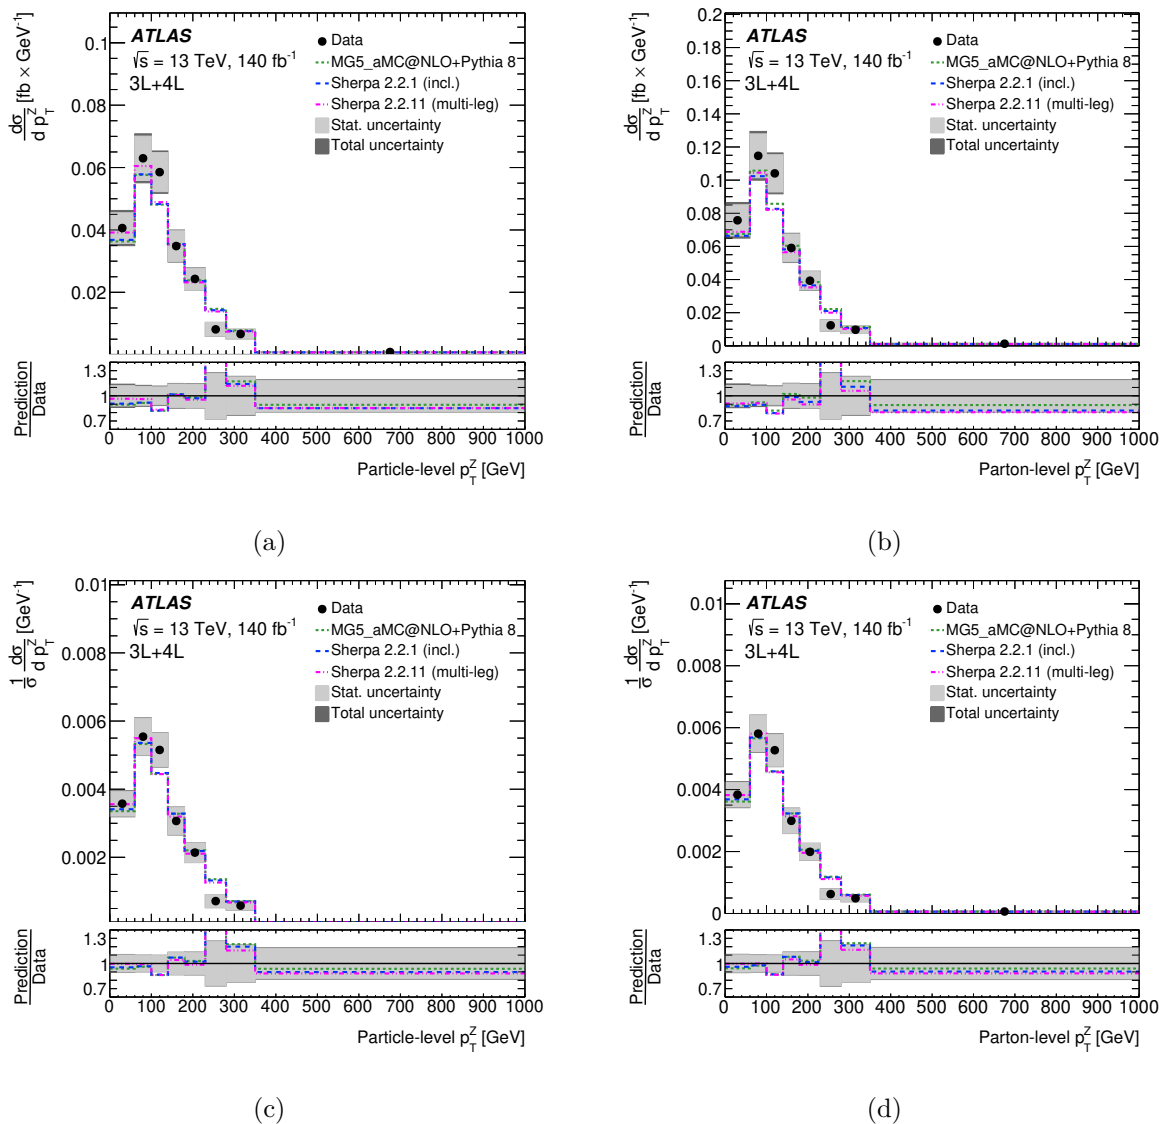 ATLAS
√s = 13 TeV, 140 fb⁻¹
3L+4L
Data
MG5_aMC@NLO+Pythia 8
Sherpa 2.2.1 (incl.)
Sherpa 2.2.11 (multi-leg)
Stat. uncertainty
Total uncertainty
dσ/d p_T^Z [fb × GeV⁻¹]
0.1
0.08
0.06
0.04
0.02
Prediction/Data
1.3
1
0.7
0 100 200 300 400 500 600 700 800 900 1000
Particle-level p_T^Z [GeV]
(a)
ATLAS
√s = 13 TeV, 140 fb⁻¹
3L+4L
Data
MG5_aMC@NLO+Pythia 8
Sherpa 2.2.1 (incl.)
Sherpa 2.2.11 (multi-leg)
Stat. uncertainty
Total uncertainty
dσ/d p_T^Z [fb × GeV⁻¹]
0.2
0.18
0.16
0.14
0.12
0.1
0.08
0.06
0.04
0.02
0
Prediction/Data
1.3
1
0.7
0 100 200 300 400 500 600 700 800 900 1000
Parton-level p_T^Z [GeV]
(b)
ATLAS
√s = 13 TeV, 140 fb⁻¹
3L+4L
Data
MG5_aMC@NLO+Pythia 8
Sherpa 2.2.1 (incl.)
Sherpa 2.2.11 (multi-leg)
Stat. uncertainty
Total uncertainty
1/σ dσ/d p_T^Z [GeV⁻¹]
0.01
0.008
0.006
0.004
0.002
Prediction/Data
1.3
1
0.7
0 100 200 300 400 500 600 700 800 900 1000
Particle-level p_T^Z [GeV]
(c)
ATLAS
√s = 13 TeV, 140 fb⁻¹
3L+4L
Data
MG5_aMC@NLO+Pythia 8
Sherpa 2.2.1 (incl.)
Sherpa 2.2.11 (multi-leg)
Stat. uncertainty
Total uncertainty
1/σ dσ/d p_T^Z [GeV⁻¹]
0.01
0.008
0.006
0.004
0.002
0
Prediction/Data
1.3
1
0.7
0 100 200 300 400 500 600 700 800 900 1000
Parton-level p_T^Z [GeV]
(d)